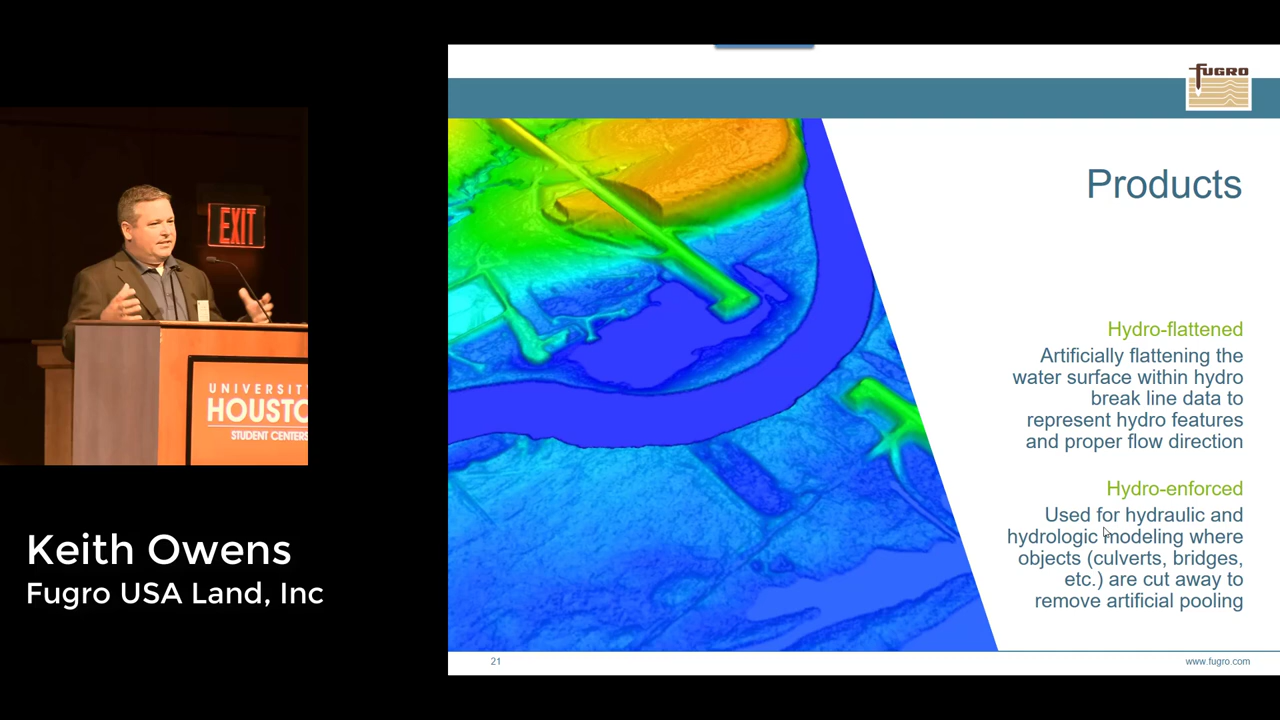 EXIT
UNIVERSIT
HOUSTO
STUDENT CENTERS
Keith Owens
Fugro USA Land, Inc
FUGRO
Products
Hydro-flattened
Artificially flattening the
water surface within hydro
break line data to
represent hydro features
and proper flow direction
Hydro-enforced
Used for hydraulic and
hydrologic modeling where
objects (culverts, bridges,
etc.) are cut away to
remove artificial pooling
21
www.fugro.com